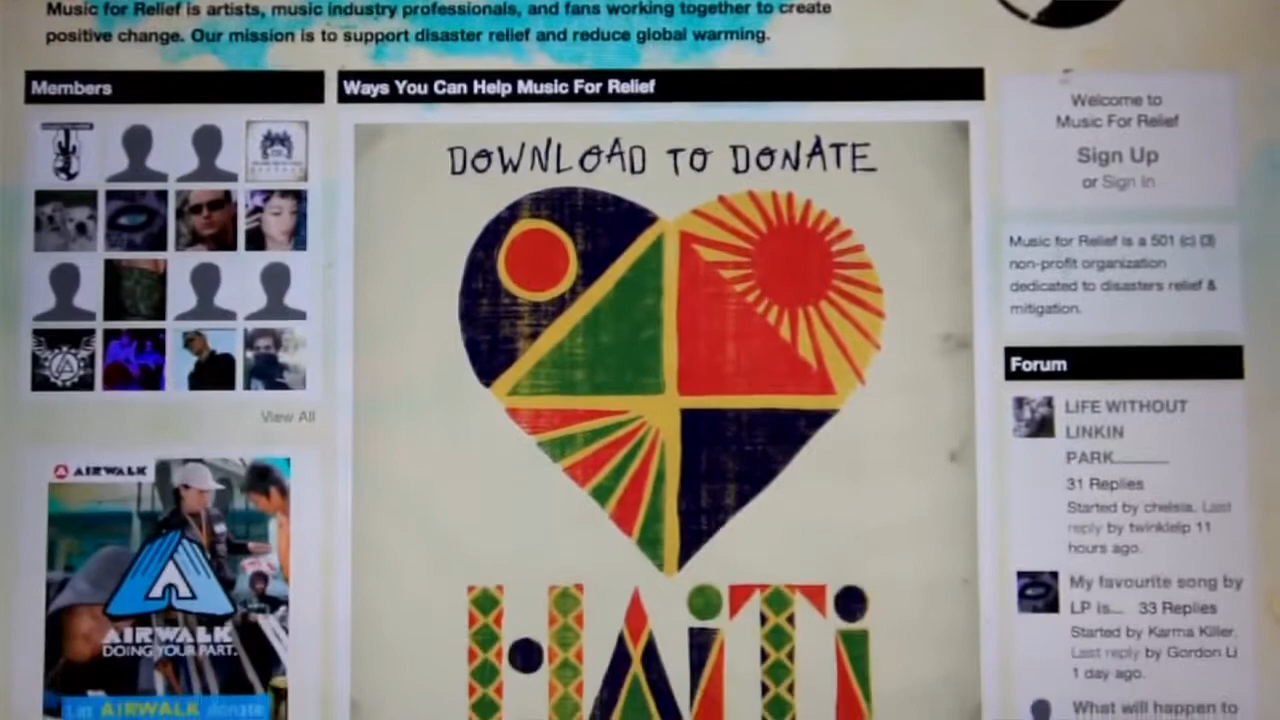 Music for Relief is artists, music industry professionals, and fans working together to create
positive change. Our mission is to support disaster relief and reduce global warming.
Members
View All
AIRWALK
AIRWALK
DOING YOUR PART.
AIRWALK donate
Ways You Can Help Music For Relief
DOWNLOAD TO DONATE
HAiTi
Welcome to
Music For Relief
Sign Up
or Sign In
Music for Relief is a 501 (c) (3)
non-profit organization
dedicated to disasters relief &
mitigation.
Forum
LIFE WITHOUT
LINKIN
PARK
31 Replies
Started by chelsia. Last
reply by twinklelp 11
hours ago.
My favourite song by
LP is... 33 Replies
Started by Karma Killer.
Last reply by Gordon Li
1 day ago.
What will happen to